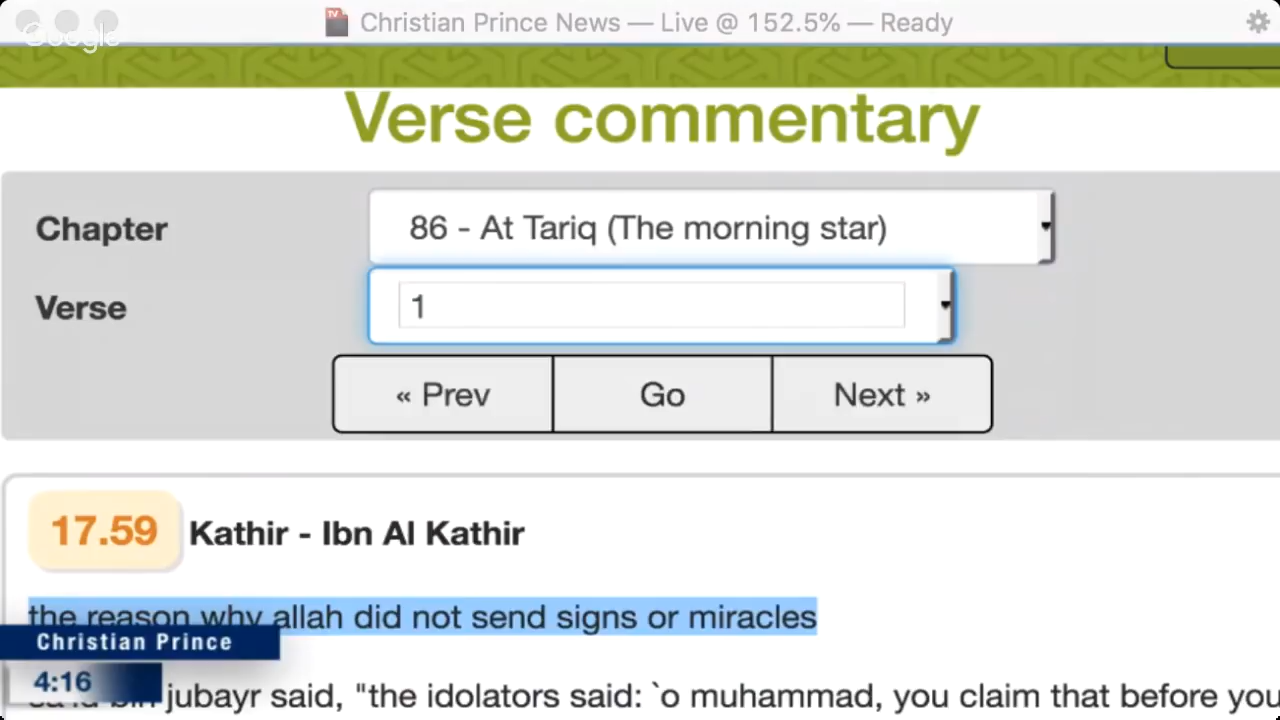 Christian Prince News — Live @ 152.5% — Ready
Google
Verse commentary
Chapter
86 - At Tariq (The morning star)
Verse
1
« Prev
Go
Next »
17.59 Kathir - Ibn Al Kathir
the reason why allah did not send signs or miracles
Christian Prince
4:16
jubayr said, "the idolators said: `o muhammad, you claim that before you